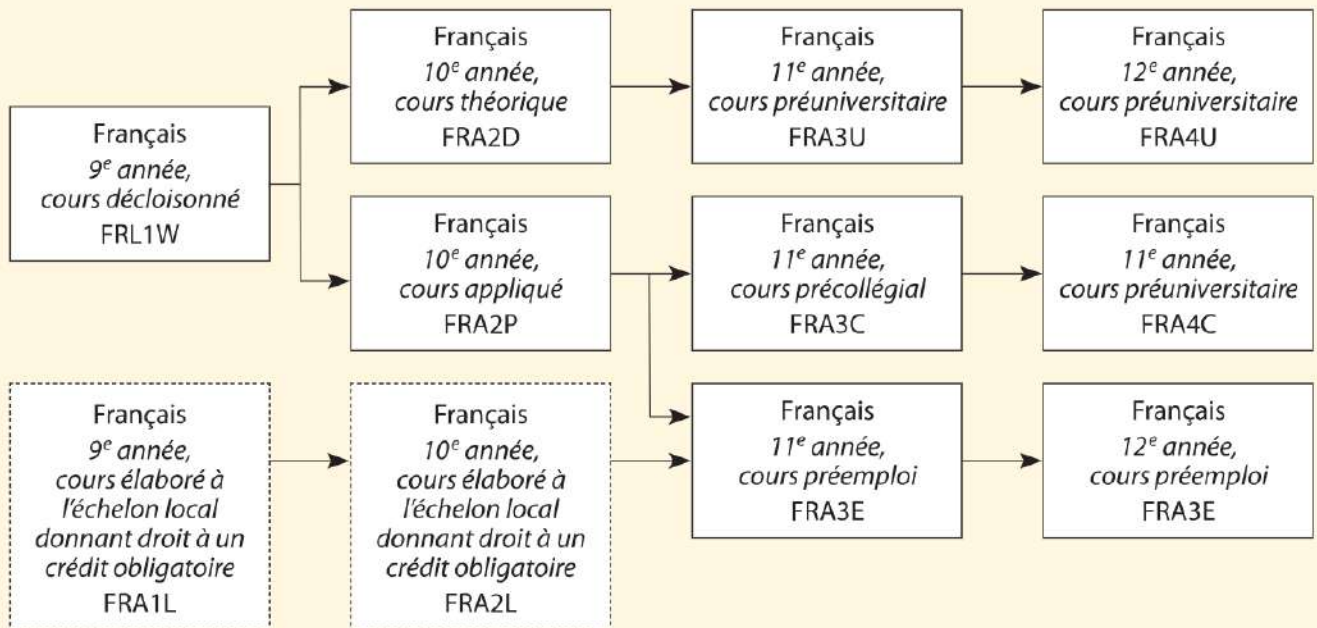 Français
9e année,
cours décloisonné
FRL1W
Français
10e année,
cours théorique
FRA2D
Français
11e année,
cours préuniversitaire
FRA3U
Français
12e année,
cours préuniversitaire
FRA4U
Français
10e année,
cours appliqué
FRA2P
Français
11e année,
cours précollégial
FRA3C
Français
11e année,
cours préuniversitaire
FRA4C
Français
9e année,
cours élaboré à
l'échelon local
donnant droit à un
crédit obligatoire
FRA1L
Français
10e année,
cours élaboré à
l'échelon local
donnant droit à un
crédit obligatoire
FRA2L
Français
11e année,
cours préemploi
FRA3E
Français
12e année,
cours préemploi
FRA3E